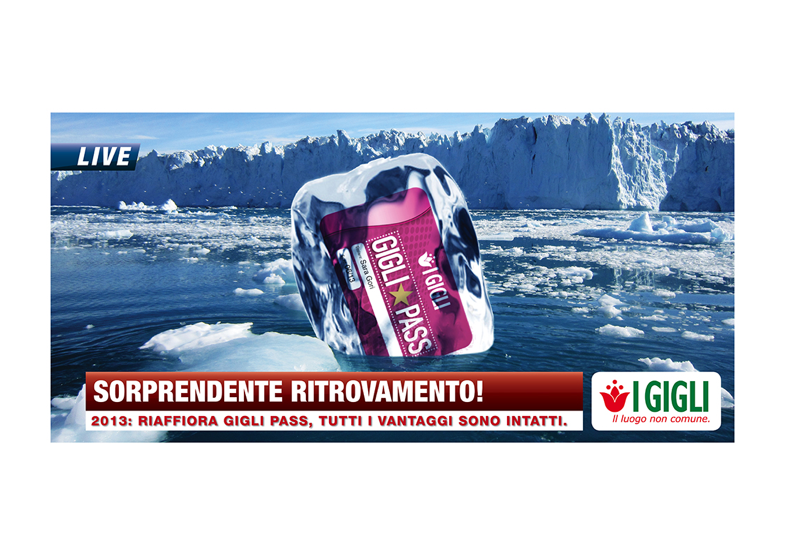 LIVE
I GIGLI
GIGLI★PASS
Sara Gori
SORPRENDENTE RITROVAMENTO!
2013: RIAFFIORA GIGLI PASS, TUTTI I VANTAGGI SONO INTATTI.
I GIGLI
Il luogo non comune.